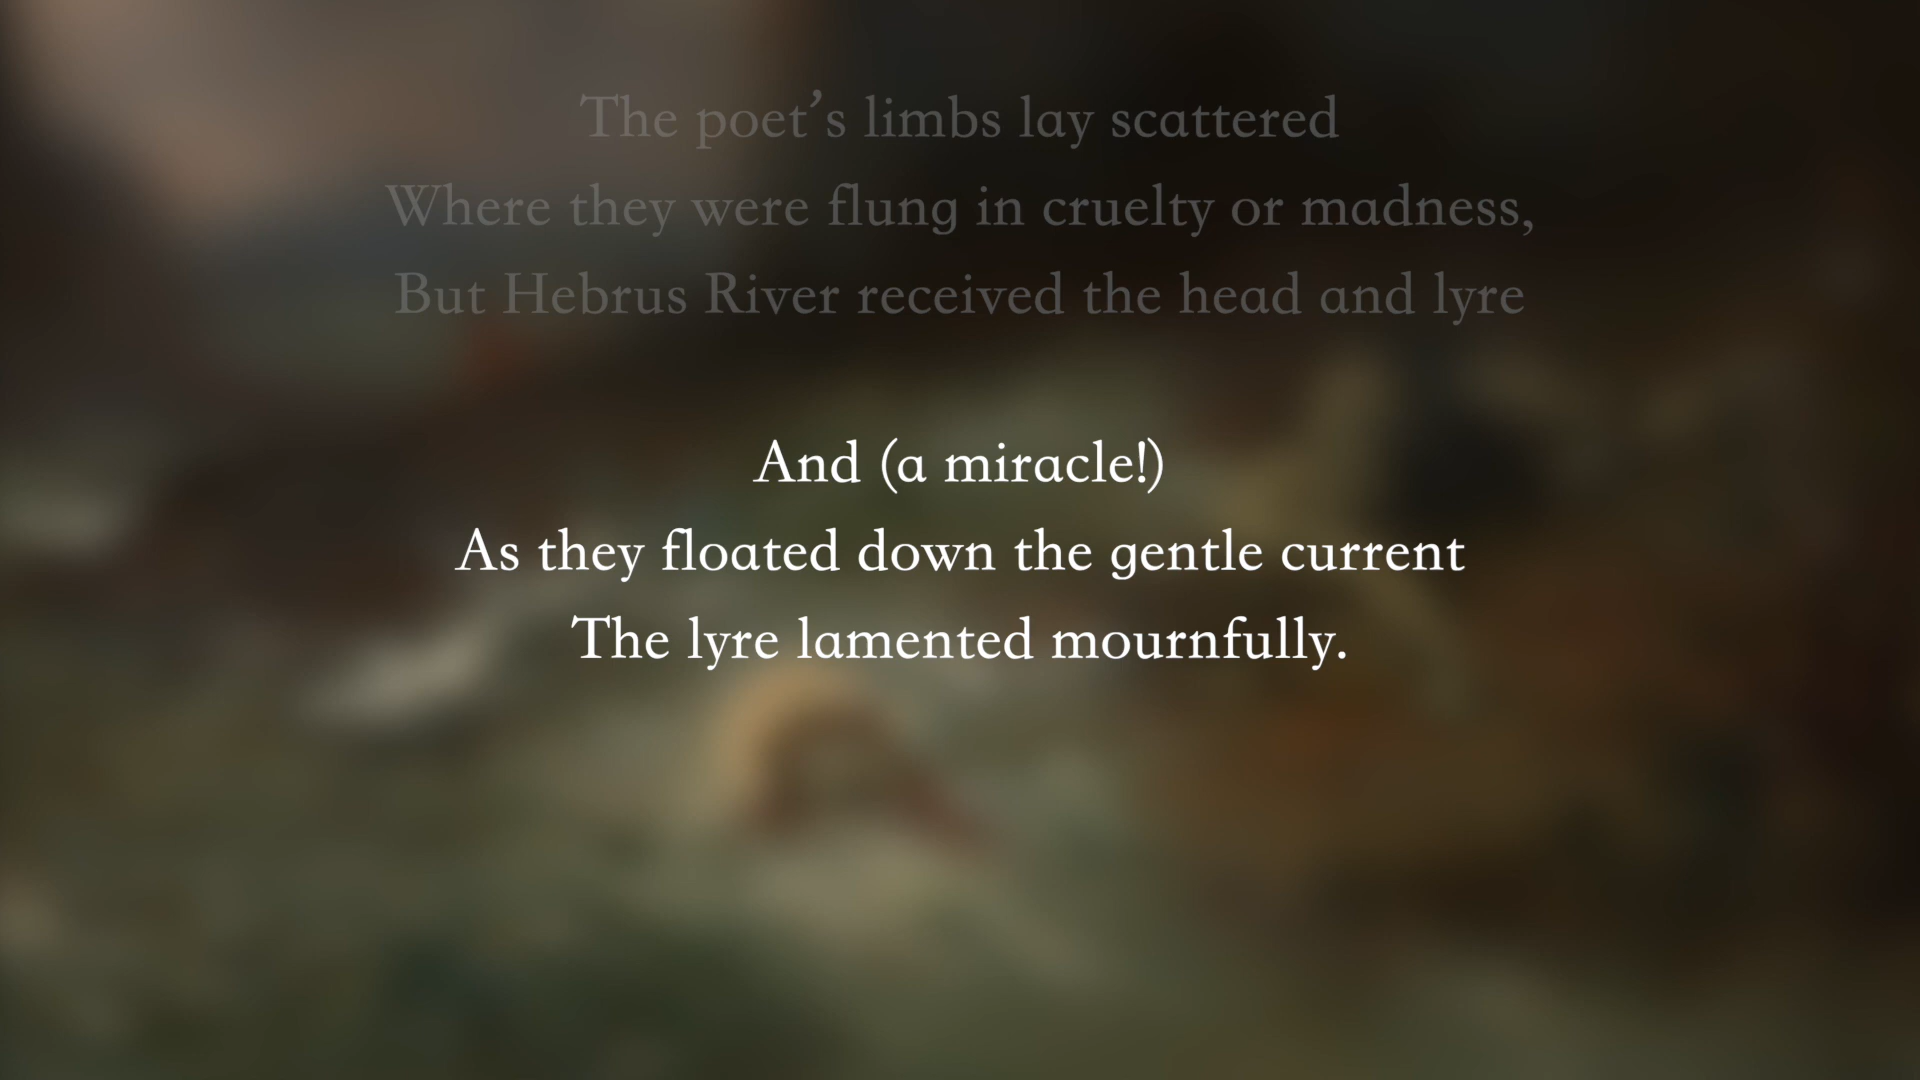 The poet’s limbs lay scattered
Where they were flung in cruelty or madness,
But Hebrus River received the head and lyre
And (a miracle!)
As they floated down the gentle current
The lyre lamented mournfully.